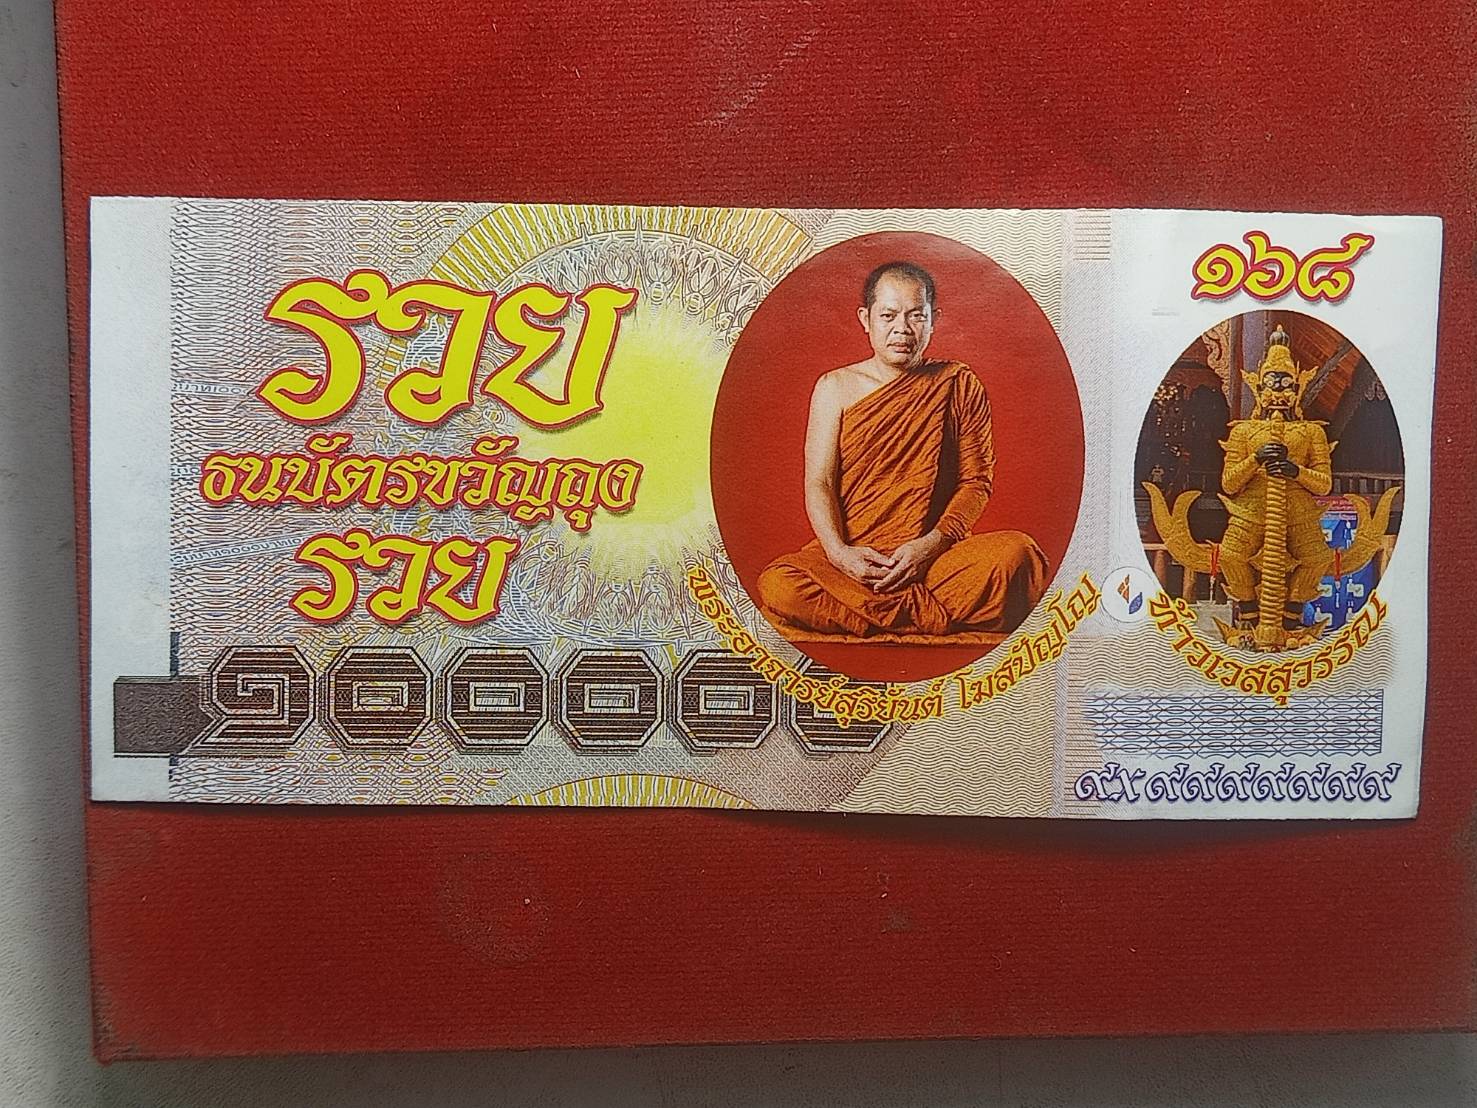 รวย
ธนบัตรขวัญถุง
รวย
๑๐๐๐๐๐
พระอาจารย์สุริยันต์ โฆสปัญโญ
๑๖๘
ท้าวเวสสุวรรณ
๙x๙๙๙๙๙๙๙